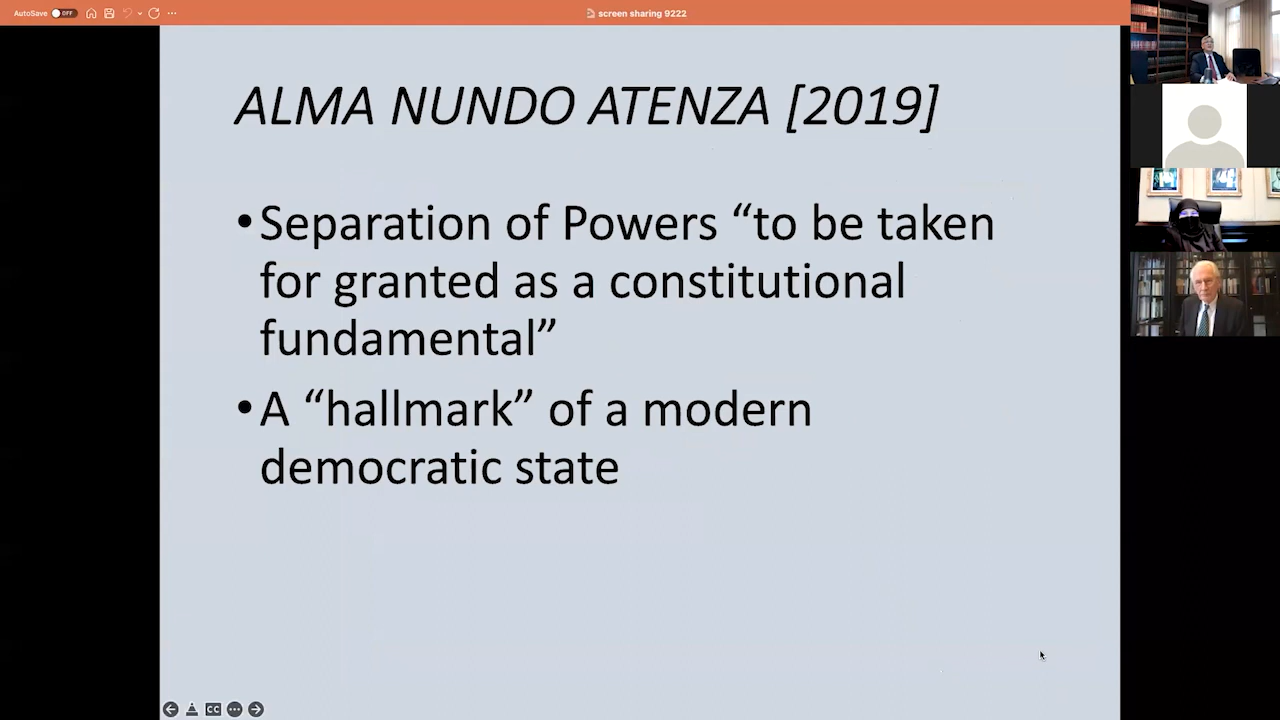 AutoSave OFF
screen sharing 9222
ALMA NUNDO ATENZA [2019]
•Separation of Powers “to be taken
for granted as a constitutional
fundamental”
•A “hallmark” of a modern
democratic state
CC